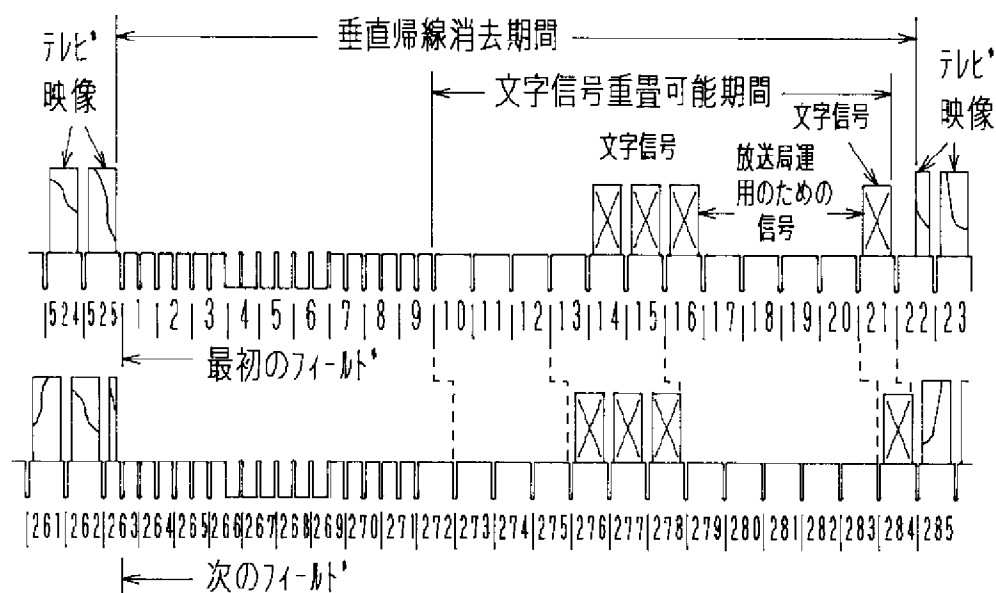 垂直帰線消去期間
テレビ
映像
テレビ
映像
文字信号重畳可能期間
文字信号
文字信号
放送局運
用のための
信号
524 525 1 2 3 4 5 6 7 8 9 10 11 12 13 14 15 16 17 18 19 20 21 22 23
最初のフィールド
261 262 263 264 265 266 267 268 269 270 271 272 273 274 275 276 277 278 279 280 281 282 283 284 285
次のフィールド